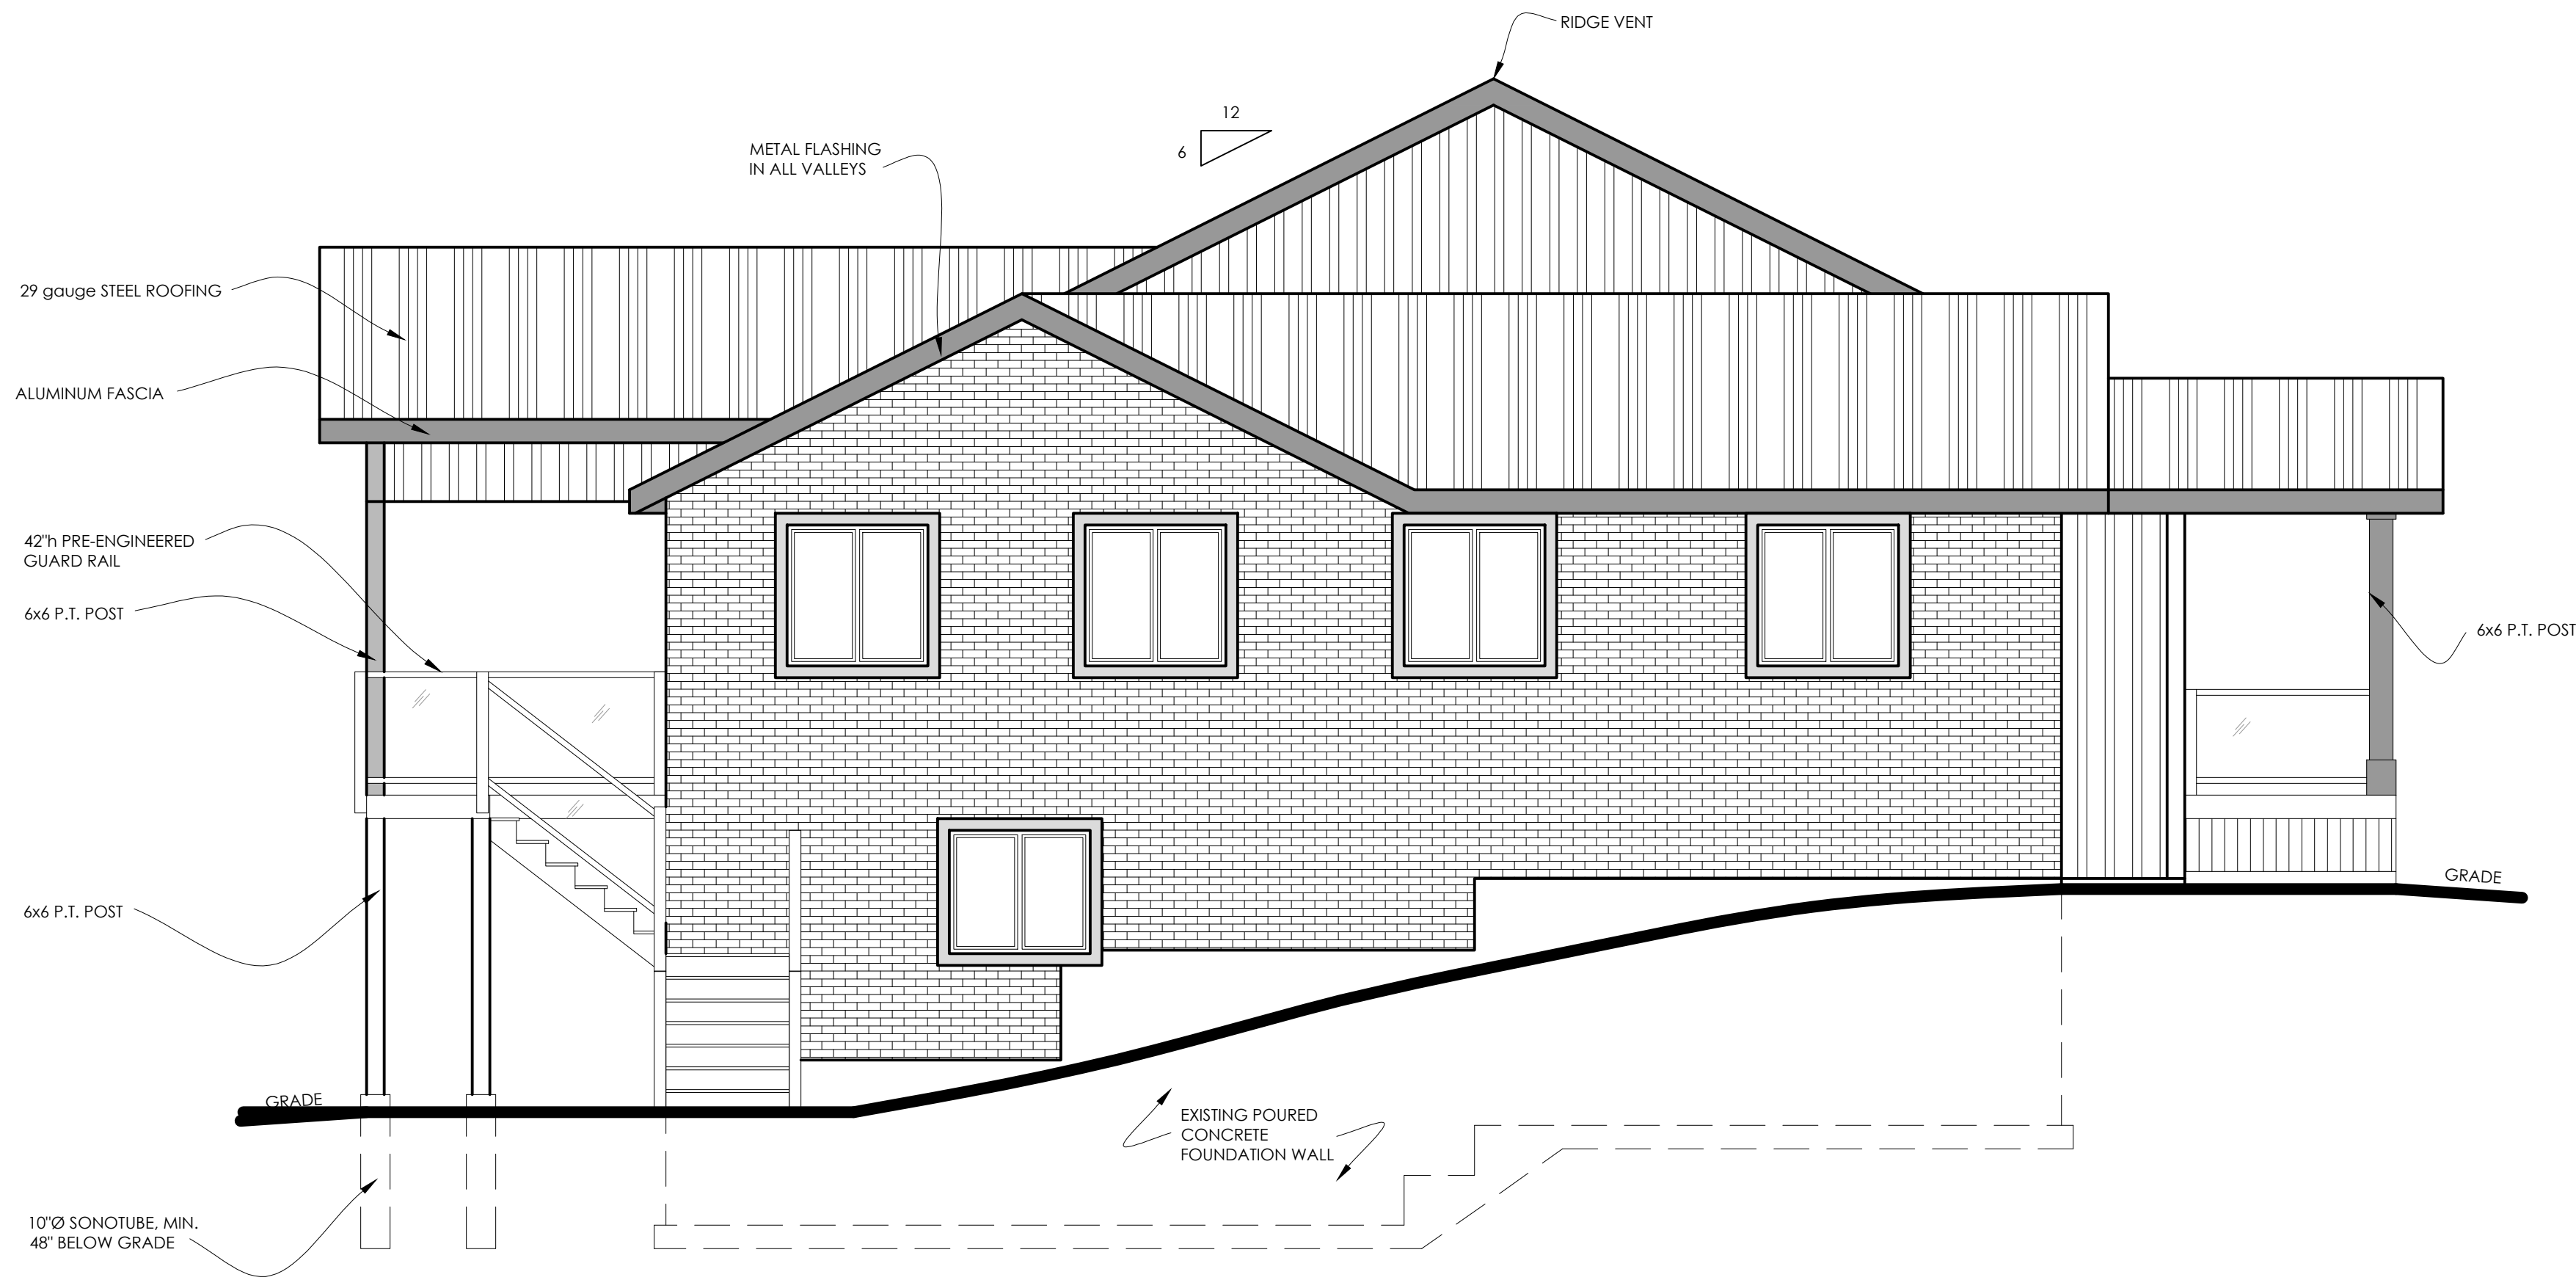 RIDGE VENT
12
6
METAL FLASHING
IN ALL VALLEYS
29 gauge STEEL ROOFING
ALUMINUM FASCIA
42"h PRE-ENGINEERED
GUARD RAIL
6x6 P.T. POST
6x6 P.T. POST
6x6 P.T. POST
GRADE
GRADE
EXISTING POURED
CONCRETE
FOUNDATION WALL
10"Ø SONOTUBE, MIN.
48" BELOW GRADE